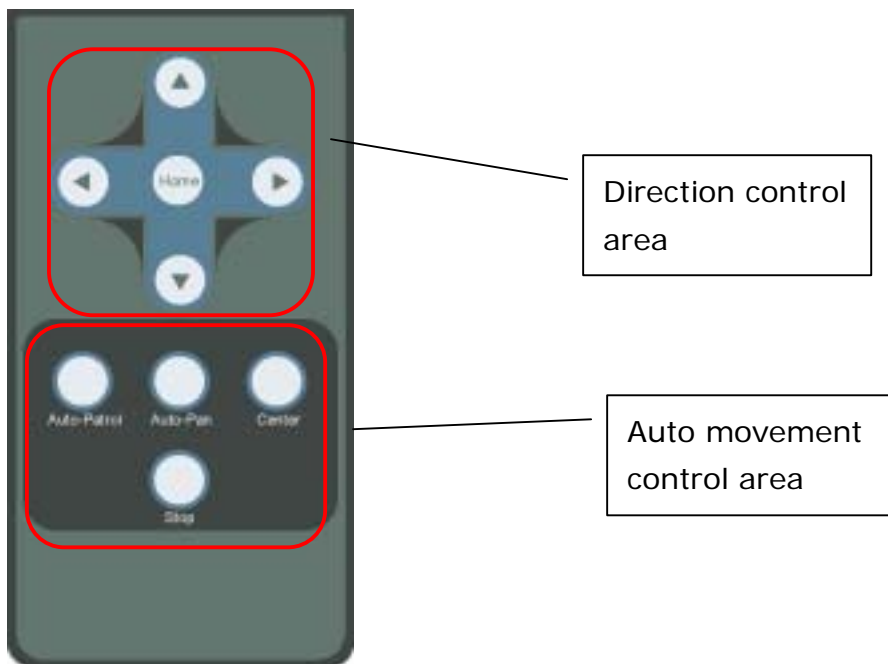 Home
Direction control
area
Auto-Patrol Auto-Pan Center
Stop
Auto movement
control area